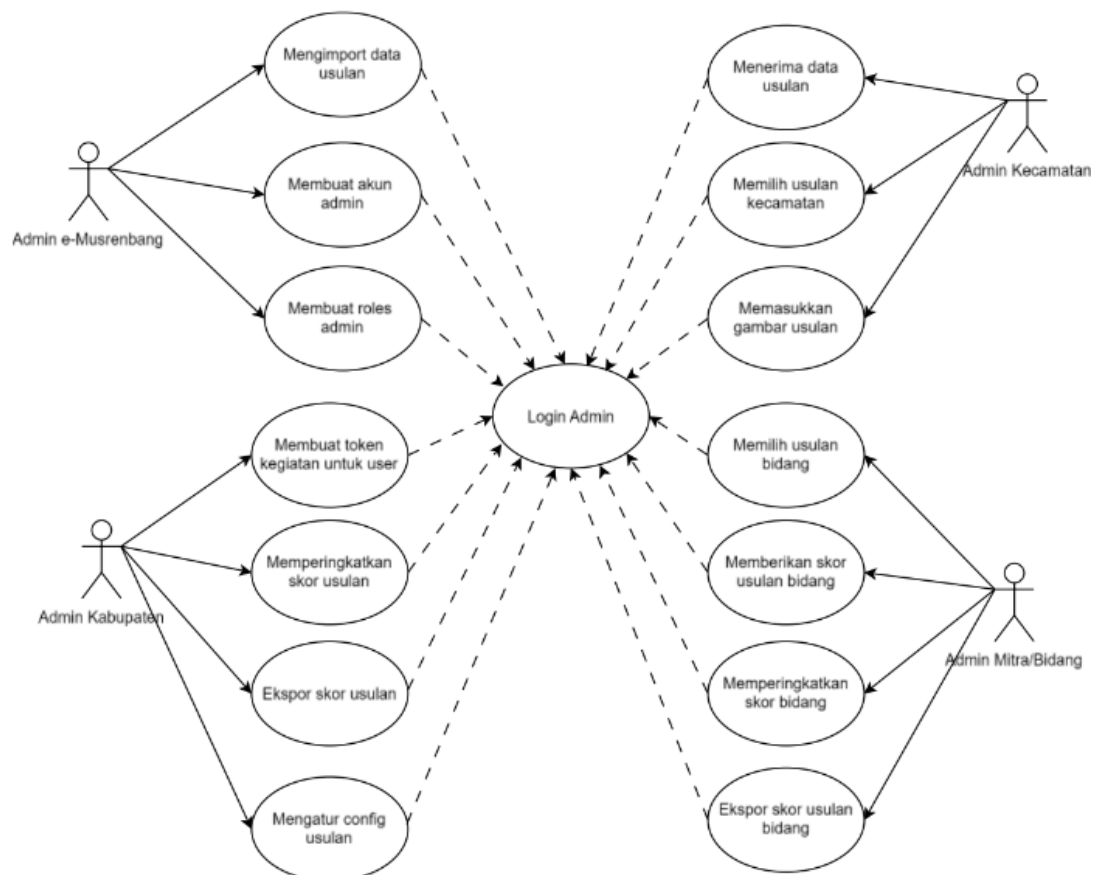 Mengimport data
usulan
Membuat akun
admin
Admin e-Musrenbang
Membuat roles
admin
Menerima data
usulan
Admin Kecamatan
Memilih usulan
kecamatan
Memasukkan
gambar usulan
Login Admin
Membuat token
kegiatan untuk user
Memperingkatkan
skor usulan
Admin Kabupaten
Ekspor skor usulan
Mengatur config
usulan
Memilih usulan
bidang
Memberikan skor
usulan bidang
Admin Mitra/Bidang
Memperingkatkan
skor bidang
Ekspor skor usulan
bidang